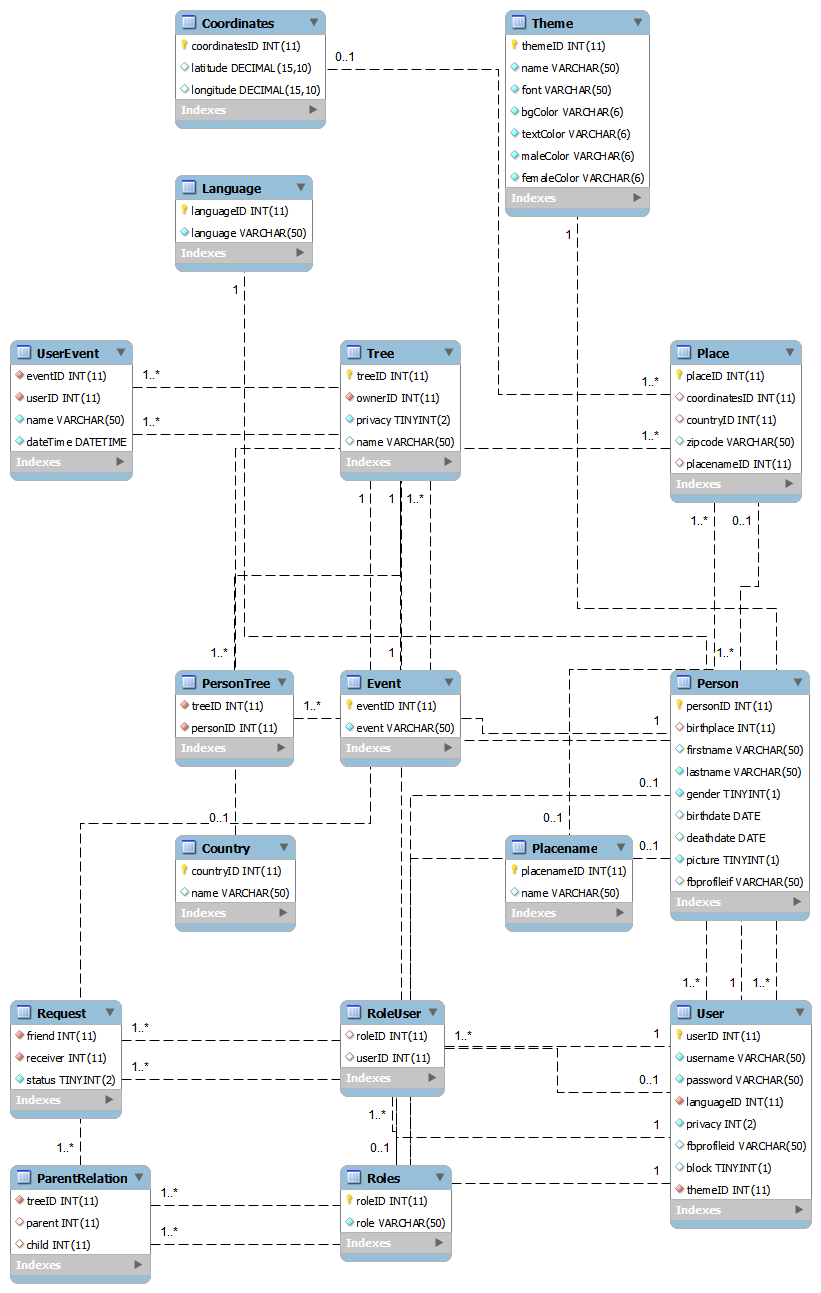 Coordinates
coordinatesID INT(11)
latitude DECIMAL(15,10)
longitude DECIMAL(15,10)
Indexes
0..1
Theme
themeID INT(11)
name VARCHAR(50)
font VARCHAR(50)
bgColor VARCHAR(6)
textColor VARCHAR(6)
maleColor VARCHAR(6)
femaleColor VARCHAR(6)
Indexes
1
Language
languageID INT(11)
language VARCHAR(50)
Indexes
1
UserEvent
eventID INT(11)
userID INT(11)
name VARCHAR(50)
dateTime DATETIME
Indexes
1..*
1..*
Tree
treeID INT(11)
ownerID INT(11)
privacy TINYINT(2)
name VARCHAR(50)
Indexes
1
1
1..*
1..*
1..*
Place
placeID INT(11)
coordinatesID INT(11)
countryID INT(11)
zipcode VARCHAR(50)
placenameID INT(11)
Indexes
1..*
0..1
1..*
1
1..*
PersonTree
treeID INT(11)
personID INT(11)
Indexes
1..*
Event
eventID INT(11)
event VARCHAR(50)
Indexes
1
0..1
0..1
Person
personID INT(11)
birthplace INT(11)
firstname VARCHAR(50)
lastname VARCHAR(50)
gender TINYINT(1)
birthdate DATE
deathdate DATE
picture TINYINT(1)
fbprofileif VARCHAR(50)
Indexes
0..1
Country
countryID INT(11)
name VARCHAR(50)
Indexes
0..1
Placename
placenameID INT(11)
name VARCHAR(50)
Indexes
1..*
1
1..*
Request
friend INT(11)
receiver INT(11)
status TINYINT(2)
Indexes
1..*
1..*
RoleUser
roleID INT(11)
userID INT(11)
Indexes
1..*
1
0..1
1
1
User
userID INT(11)
username VARCHAR(50)
password VARCHAR(50)
languageID INT(11)
privacy INT(2)
fbprofileid VARCHAR(50)
block TINYINT(1)
themeID INT(11)
Indexes
1..*
0..1
1..*
ParentRelation
treeID INT(11)
parent INT(11)
child INT(11)
Indexes
1..*
1..*
Roles
roleID INT(11)
role VARCHAR(50)
Indexes